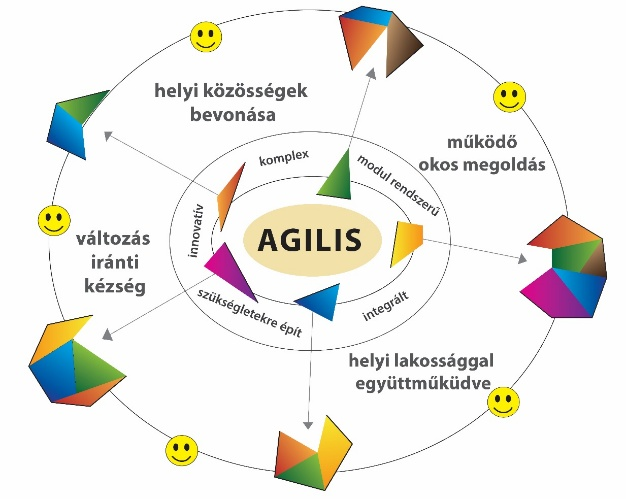 helyi közösségek
bevonása
működő
okos megoldás
komplex
modul rendszerű
innovatív
AGILIS
változás
iránti
kézség
szükségletekre épít
integrált
helyi lakossággal
együttműküdve